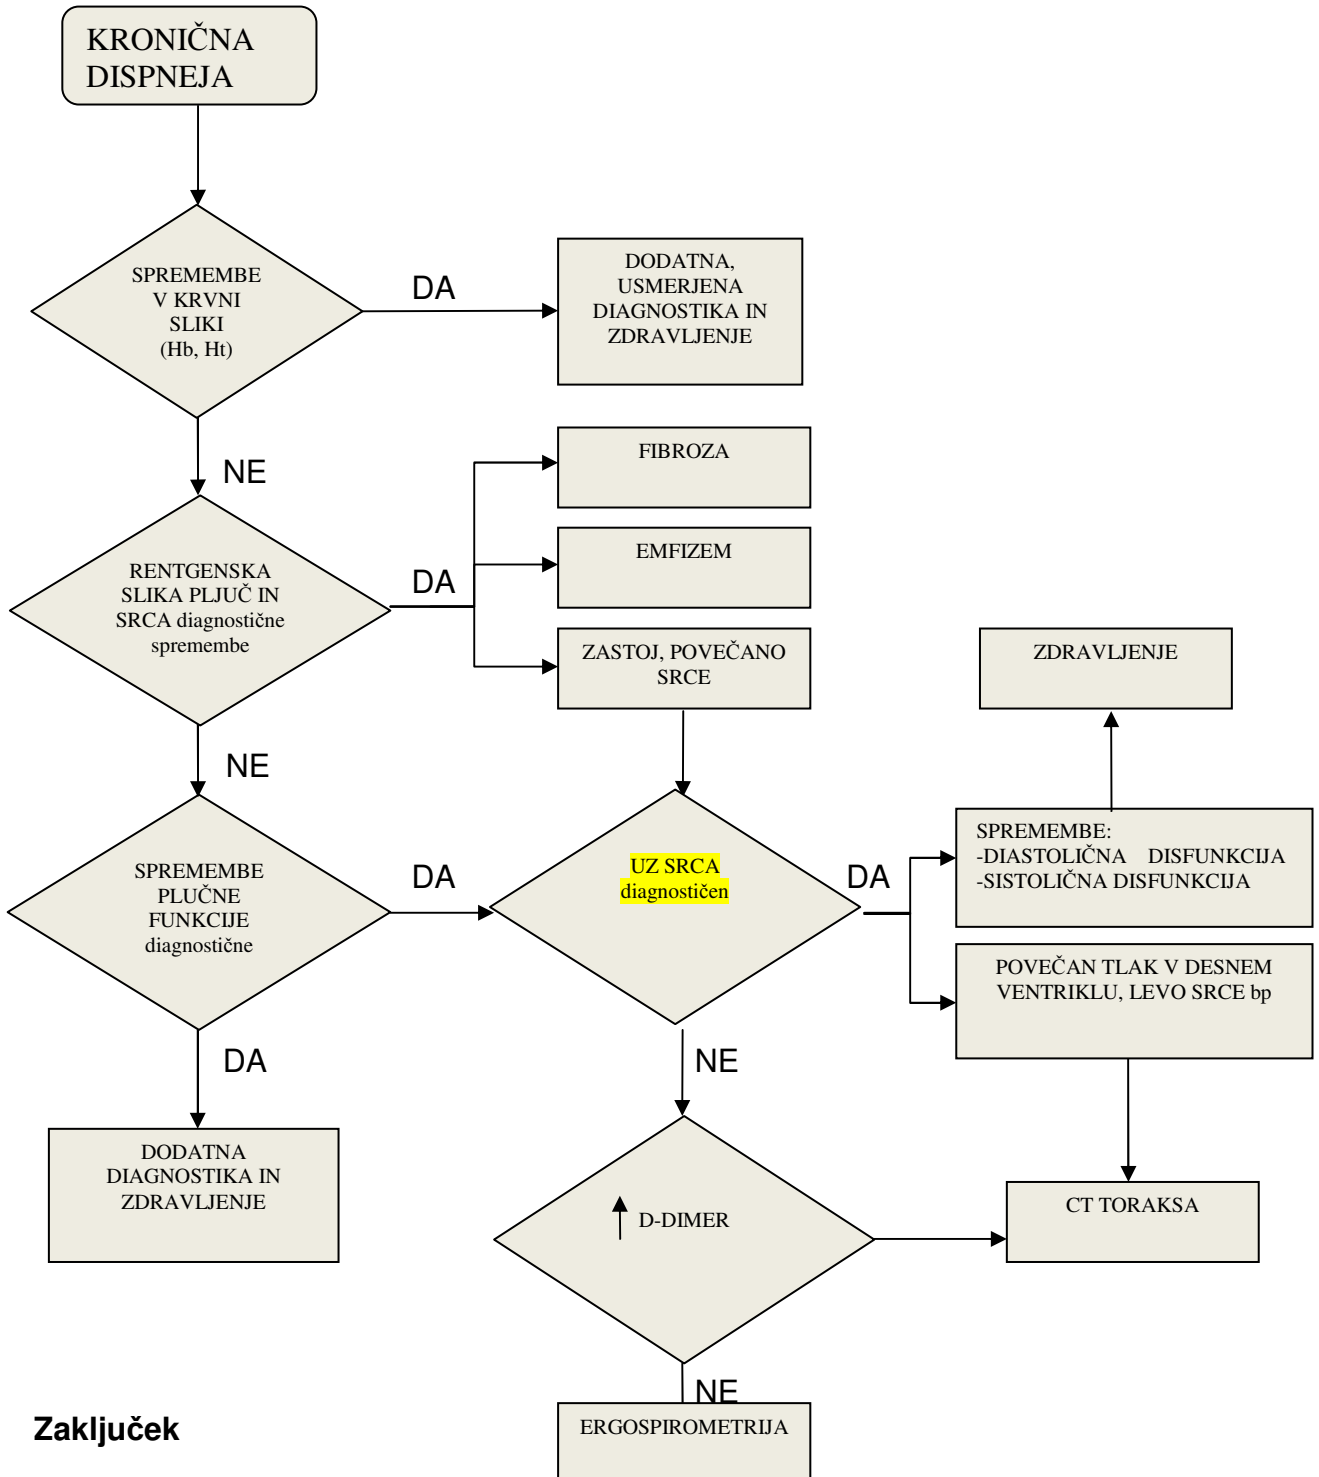 KRONIČNA
DISPNEJA
SPREMEMBE
V KRVNI
SLIKI
(Hb, Ht)
DA
DODATNA,
USMERJENA
DIAGNOSTIKA IN
ZDRAVLJENJE
NE
FIBROZA
EMFIZEM
RENTGENSKA
SLIKA PLJUČ IN
SRCA diagnostične
spremembe
DA
ZASTOJ, POVEČANO
SRCE
ZDRAVLJENJE
NE
SPREMEMBE
PLUČNE
FUNKCIJE
diagnostične
DA
UZ SRCA
diagnostičen
DA
SPREMEMBE:
-DIASTOLIČNA DISFUNKCIJA
-SISTOLIČNA DISFUNKCIJA
POVEČAN TLAK V DESNEM
VENTRIKLU, LEVO SRCE bp
DA
NE
DODATNA
DIAGNOSTIKA IN
ZDRAVLJENJE
D-DIMER
CT TORAKSA
NE
ERGOSPIROMETRIJA
Zaključek